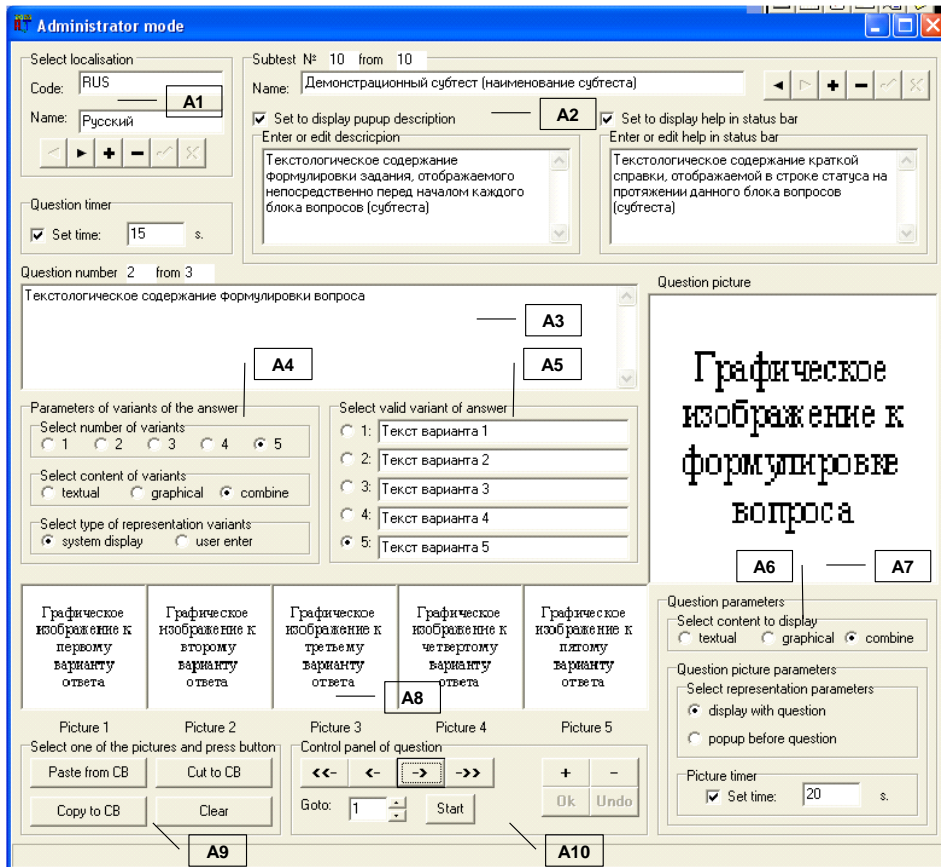 Administrator mode
Select localisation
Code: RUS
A1
Name: Русский
Question timer
Set time: 15 s.
Subtest № 10 from 10
Name: Демонстрационный субтест (наименование субтеста)
A2
Set to display pupup description
Enter or edit descricpion
Текстологическое содержание
формулировки задания, отображаемого
непосредственно перед началом каждого
блока вопросов (субтеста)
Set to display help in status bar
Enter or edit help in status bar
Текстологическое содержание краткой
справки, отображаемой в строке статуса на
протяжении данного блока вопросов
(субтеста)
Question number 2 from 3
Текстологическое содержание формулировки вопроса
A3
A4
A5
Question picture
Графическое
изображение к
формулировке
вопроса
A6
A7
Parameters of variants of the answer
Select number of variants
1 2 3 4 5
Select content of variants
textual graphical combine
Select type of representation variants
system display user enter
Select valid variant of answer
1: Текст варианта 1
2: Текст варианта 2
3: Текст варианта 3
4: Текст варианта 4
5: Текст варианта 5
Графическое
изображение к
первому
варианту
ответа
Графическое
изображение к
второму
варианту
ответа
Графическое
изображение к
третьему
варианту
ответа
Графическое
изображение к
четвертому
варианту
ответа
Графическое
изображение к
пятому
варианту
ответа
A8
Picture 1 Picture 2 Picture 3 Picture 4 Picture 5
Question parameters
Select content to display
textual graphical combine
Question picture parameters
Select representation parameters
display with question
popup before question
Picture timer
Set time: 20 s.
Select one of the pictures and press button
Paste from CB Cut to CB
Copy to CB Clear
A9
Control panel of question
<<- <- -> ->> + -
Goto: 1 Start Ok Undo
A10